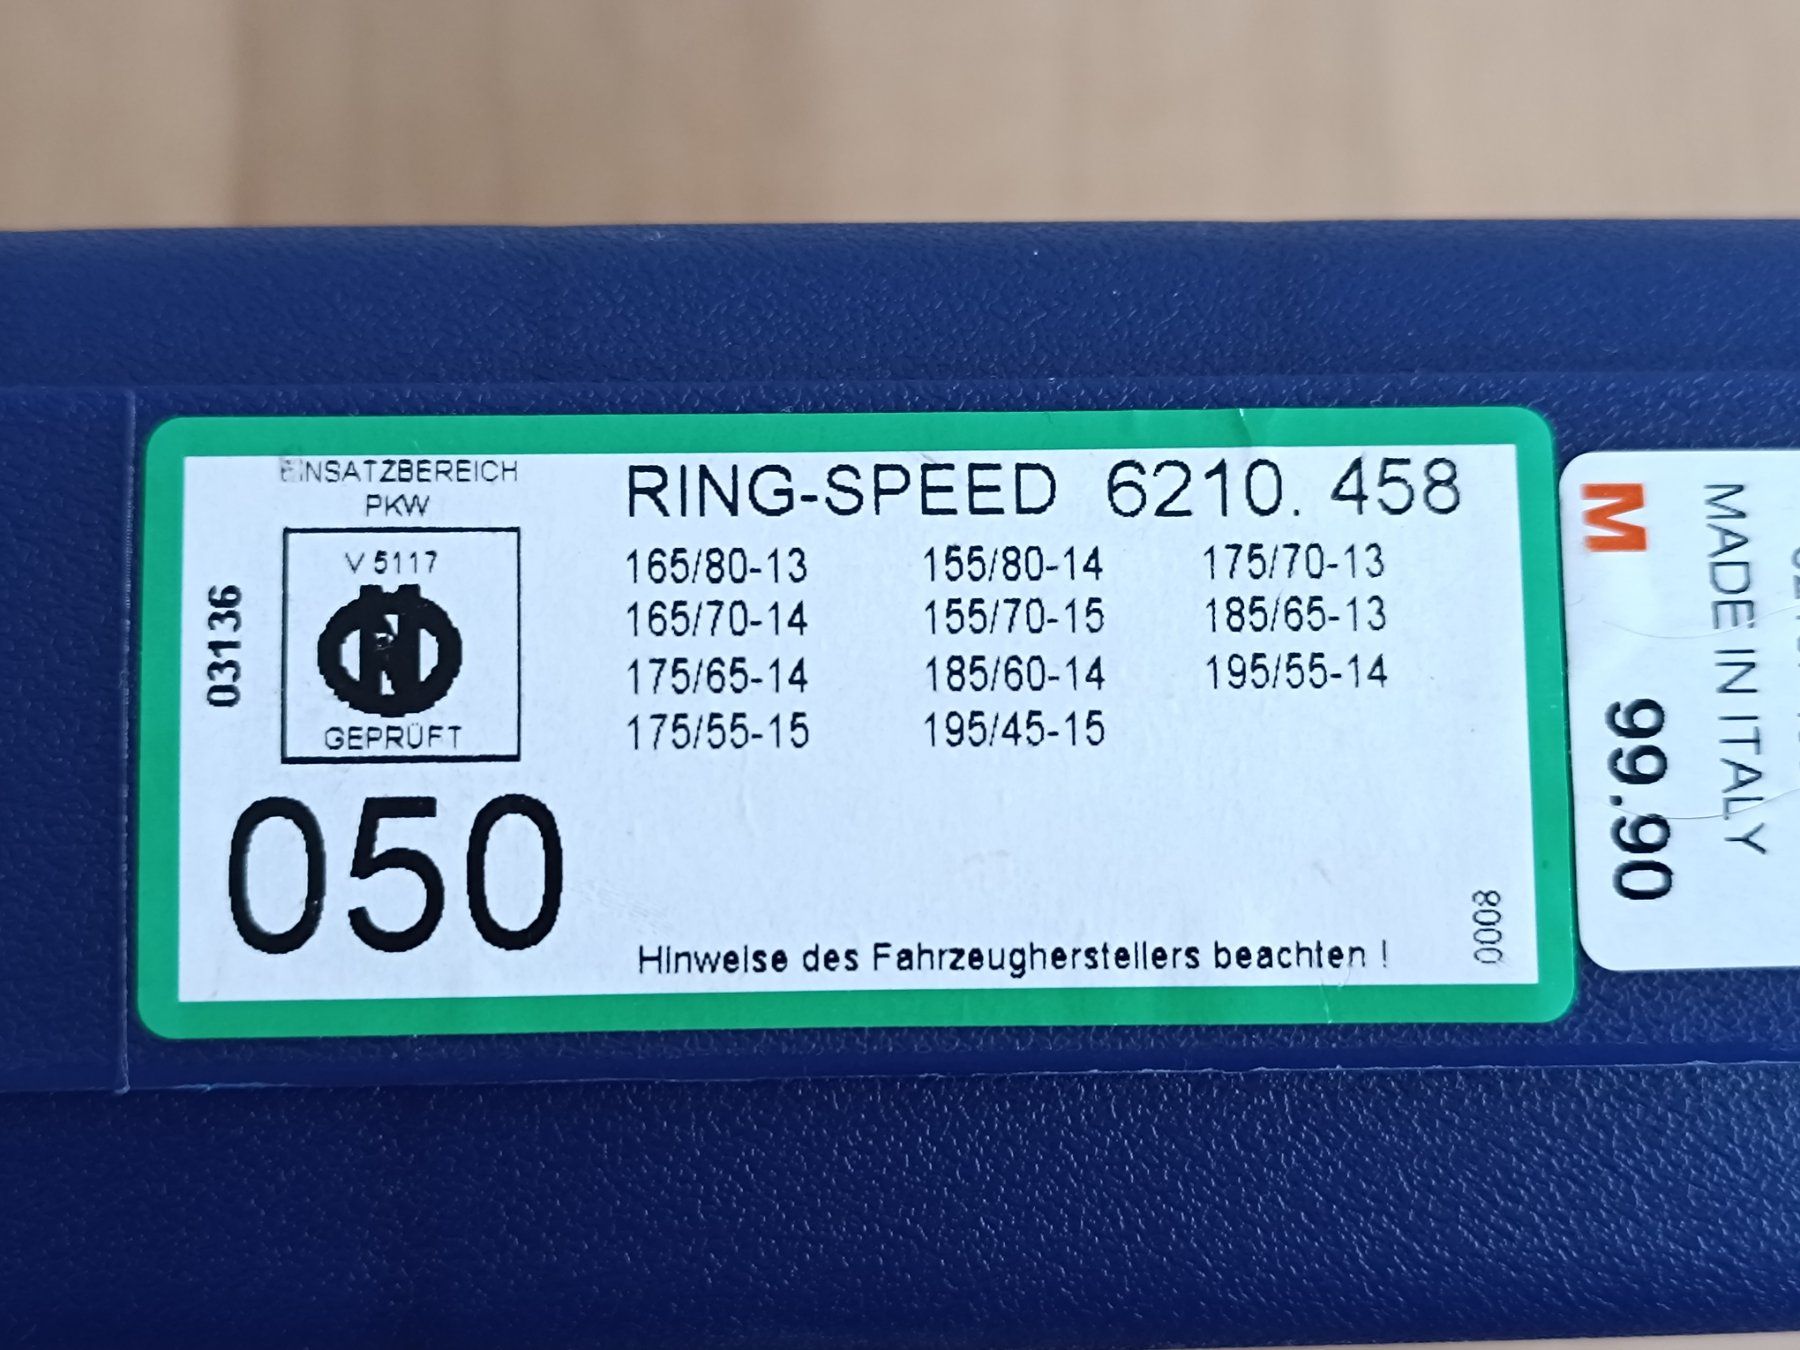 EINSATZBEREICH
PKW
V 5117
GEPRÜFT
03136
050
RING-SPEED 6210. 458
165/80-13 155/80-14 175/70-13
165/70-14 155/70-15 185/65-13
175/65-14 185/60-14 195/55-14
175/55-15 195/45-15
Hinweise des Fahrzeugherstellers beachten !
0008
M
99.90
MADE IN ITALY